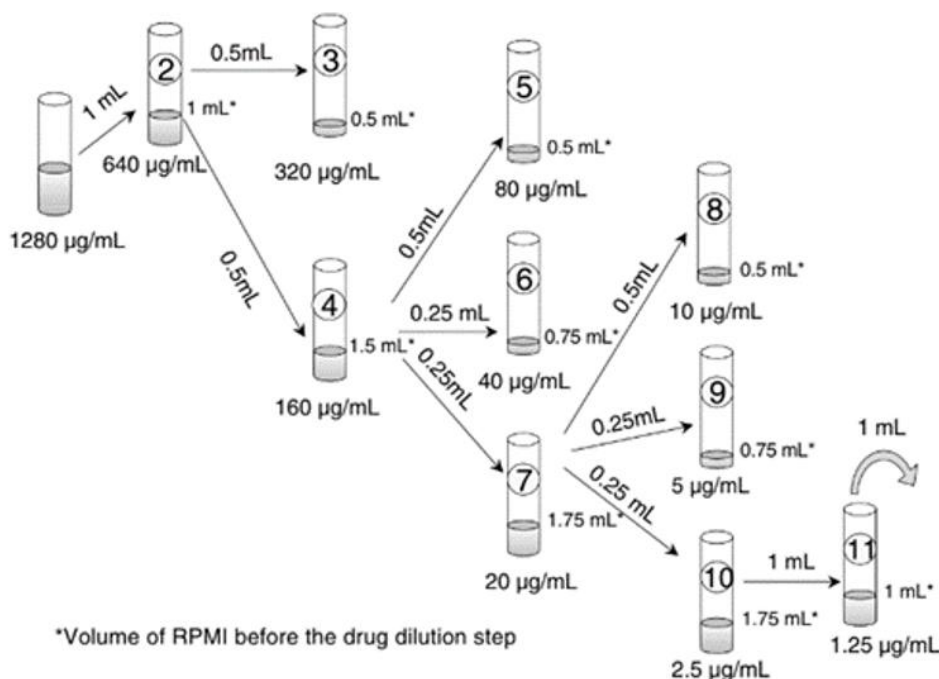 1 mL
2
1 mL*
640 µg/mL
1280 µg/mL
0.5mL
3
0.5 mL*
320 µg/mL
0.5mL
4
1.5 mL*
160 µg/mL
0.5mL
5
0.5 mL*
80 µg/mL
0.25 mL
6
0.75 mL*
40 µg/mL
0.25mL
7
1.75 mL*
20 µg/mL
0.5mL
8
0.5 mL*
10 µg/mL
0.25mL
9
0.75 mL*
5 µg/mL
0.25 mL
10
1.75 mL*
2.5 µg/mL
1 mL
11
1 mL*
1.25 µg/mL
1 mL
*Volume of RPMI before the drug dilution step